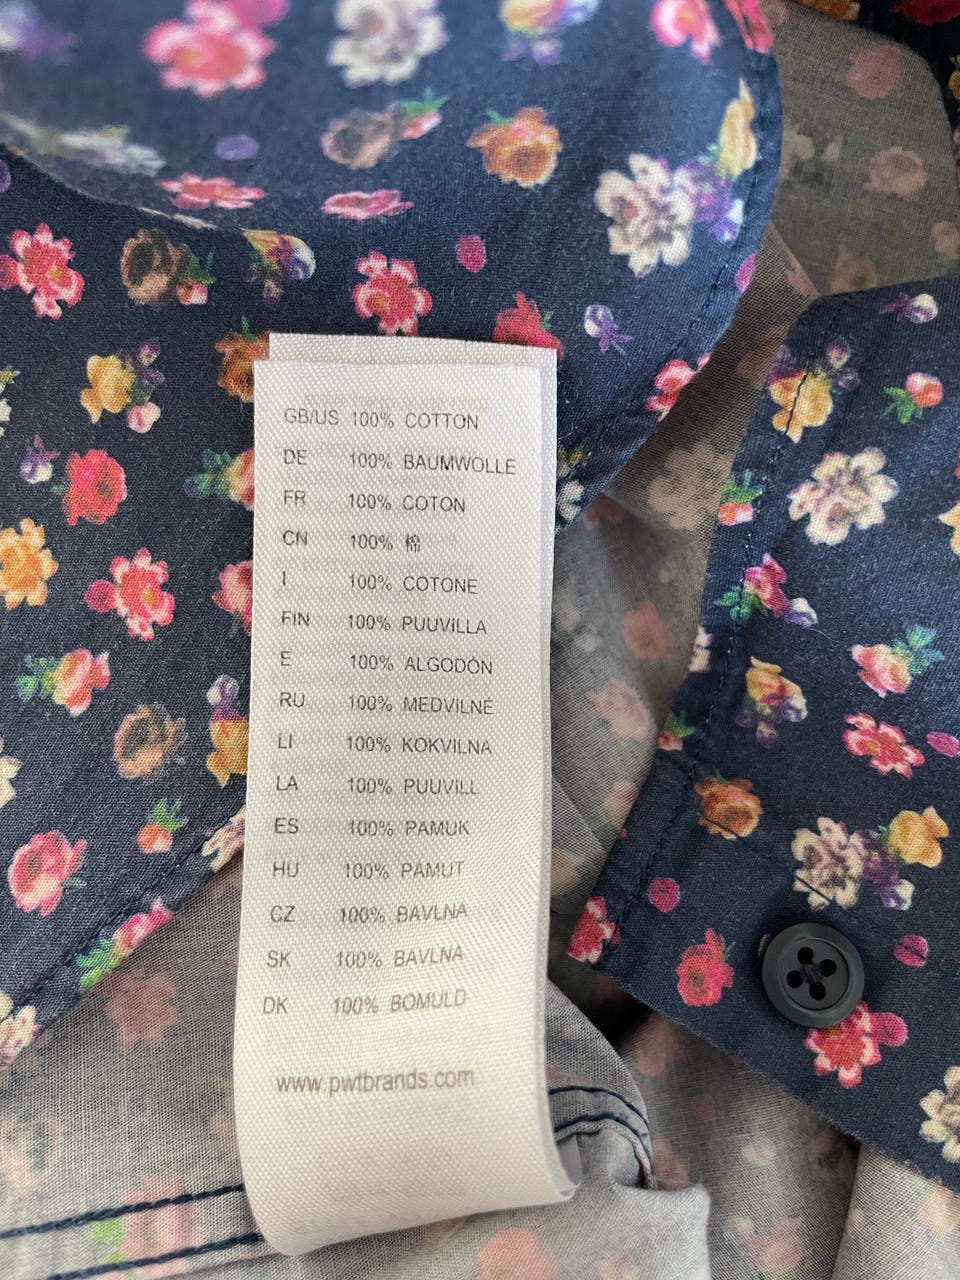 GB/US 100% COTTON
DE 100% BAUMWOLLE
FR 100% COTON
CN 100% 棉
I 100% COTONE
FIN 100% PUUVILLA
E 100% ALGODÓN
RU 100% MEDVILNĖ
LI 100% KOKVILNA
LA 100% PUUVILL
ES 100% PAMUK
HU 100% PAMUT
CZ 100% BAVLNA
SK 100% BAVLNA
DK 100% BOMULD
www.pwtbrands.com